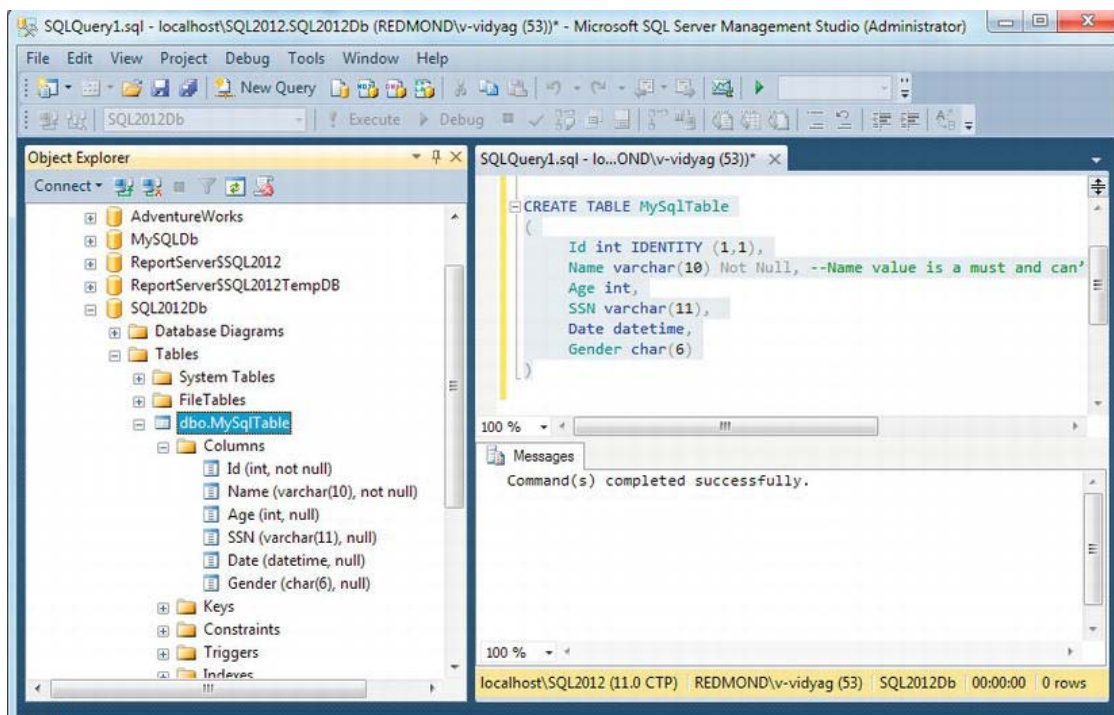 SQLQuery1.sql - localhost\SQL2012.SQL2012Db (REDMOND\v-vidyag (53))* - Microsoft SQL Server Management Studio (Administrator)
File Edit View Project Debug Tools Window Help
New Query
SQL2012Db Execute Debug
Object Explorer
Connect
AdventureWorks
MySQLDb
ReportServer$SQL2012
ReportServer$SQL2012TempDB
SQL2012Db
Database Diagrams
Tables
System Tables
FileTables
dbo.MySqlTable
Columns
Id (int, not null)
Name (varchar(10), not null)
Age (int, null)
SSN (varchar(11), null)
Date (datetime, null)
Gender (char(6), null)
Keys
Constraints
Triggers
Indexes
SQLQuery1.sql - lo...OND\v-vidyag (53))*
CREATE TABLE MySqlTable
(
Id int IDENTITY (1,1),
Name varchar(10) Not Null, --Name value is a must and can’
Age int,
SSN varchar(11),
Date datetime,
Gender char(6)
)
100 %
Messages
Command(s) completed successfully.
100 %
localhost\SQL2012 (11.0 CTP) REDMOND\v-vidyag (53) SQL2012Db 00:00:00 0 rows